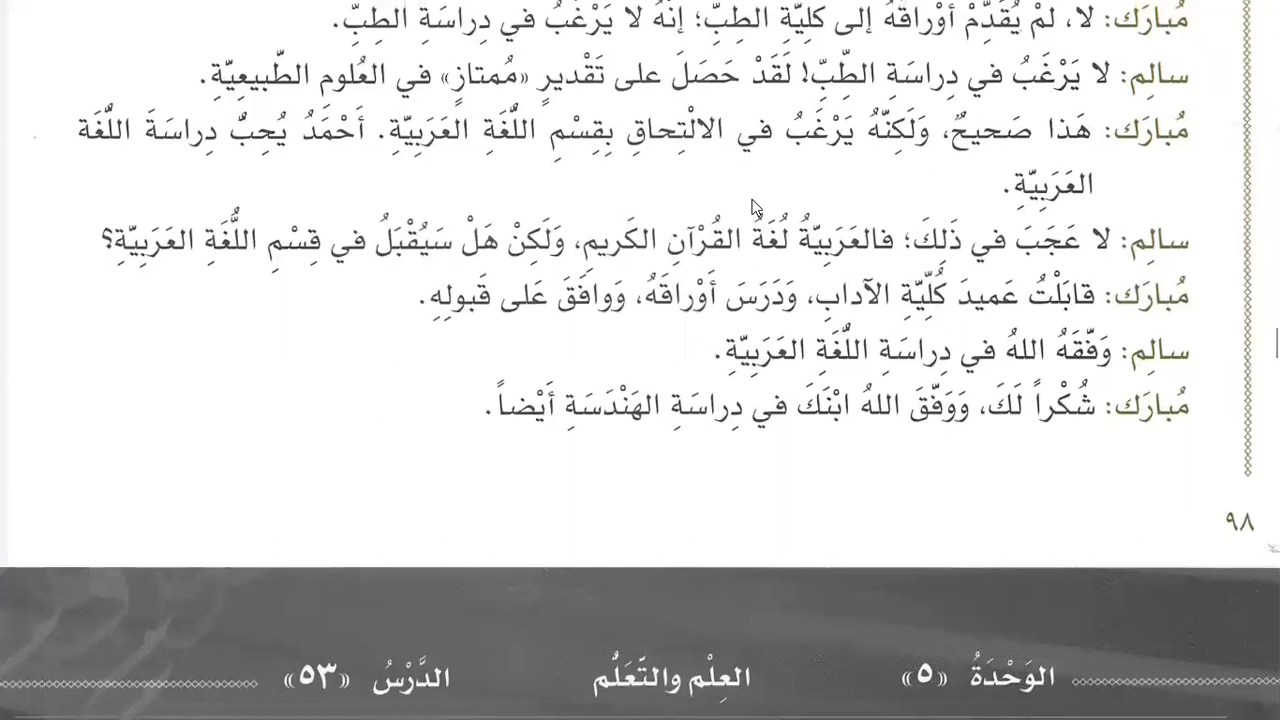 مُبارَك: لا، لَمْ يُقَدِّمْ أَوْراقَهُ إلى كُلِّيَّةِ الطِبِّ؛ إنَّهُ لا يَرْغَبُ في دِراسَةِ الطِبِّ.
سالِم: لا يَرْغَبُ في دِراسَةِ الطِّبِّ! لَقَدْ حَصَلَ على تَقْديرِ «مُمتازٍ» في العُلومِ الطَّبيعِيَّةِ.
مُبارَك: هَذا صَحيحٌ، وَلَكِنَّهُ يَرْغَبُ في الالْتِحاقِ بِقِسْمِ اللُّغَةِ العَرَبِيَّةِ. أَحْمَدُ يُحِبُّ دِراسَةَ اللُّغَة
العَرَبِيَّةِ.
سالِم: لا عَجَبَ في ذَلِكَ؛ فالعَرَبِيَّةُ لُغَةُ القُرْآنِ الكَريمِ، وَلَكِنْ هَلْ سَيُقْبَلُ في قِسْمِ اللُّغَةِ العَرَبِيَّةِ؟
مُبارَك: قابَلْتُ عَميدَ كُلِّيَّةِ الآدابِ، وَدَرَسَ أَوْراقَهُ، وَوافَقَ عَلى قَبولِهِ.
سالِم: وَفَّقَهُ اللهُ في دِراسَةِ اللُّغَةِ العَرَبِيَّةِ.
مُبارَك: شُكْراً لَكَ، وَوَفَّقَ اللهُ ابْنَكَ في دِراسَةِ الهَنْدَسَةِ أَيْضاً.
٩٨
الوَحْدَةُ «٥» العِلْم والتَّعَلُّم الدَّرْسُ «٥٣»